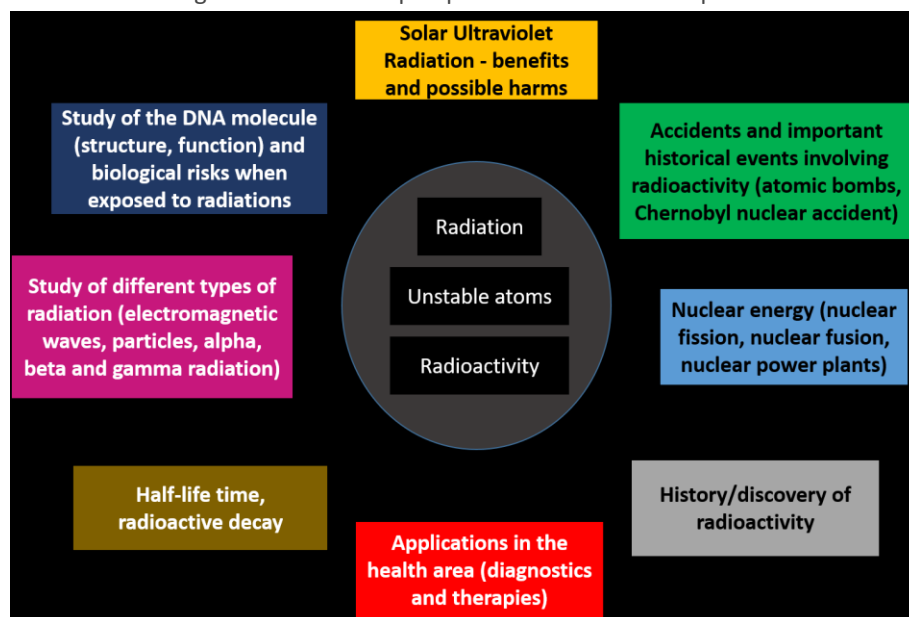 Solar Ultraviolet
Radiation - benefits
and possible harms
Study of the DNA molecule
(structure, function) and
biological risks when
exposed to radiations
Accidents and important
historical events involving
radioactivity (atomic bombs,
Chernobyl nuclear accident)
Radiation
Unstable atoms
Radioactivity
Study of different types of
radiation (electromagnetic
waves, particles, alpha,
beta and gamma radiation)
Nuclear energy (nuclear
fission, nuclear fusion,
nuclear power plants)
Half-life time,
radioactive decay
History/discovery of
radioactivity
Applications in the
health area (diagnostics
and therapies)